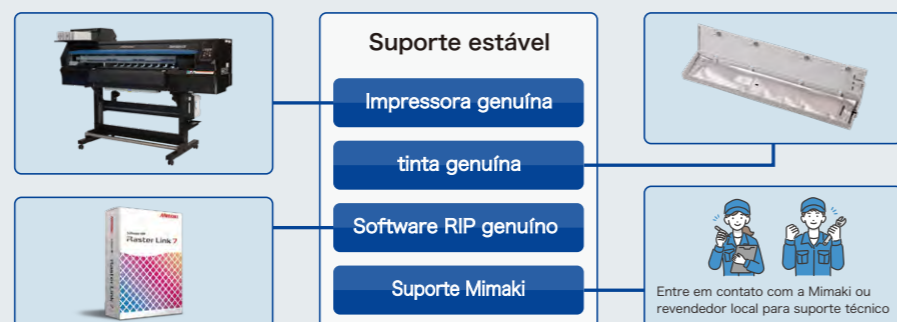 Suporte estável
Impressora genuína
tinta genuína
Software RIP genuíno
Raster Link 7
Suporte Mimaki
Entre em contato com a Mimaki ou
revendedor local para suporte técnico